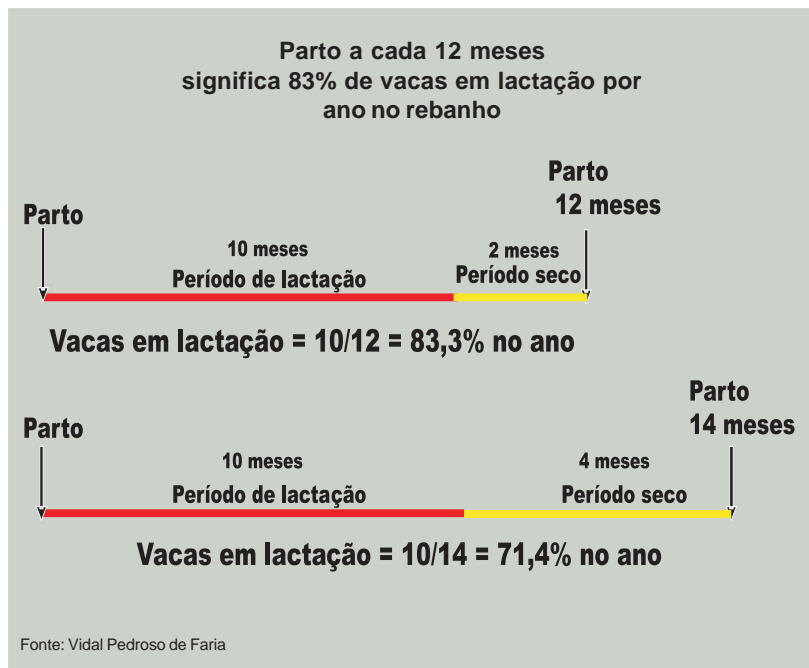 Parto a cada 12 meses
significa 83% de vacas em lactação por
ano no rebanho
Parto
12 meses
Parto
10 meses
Período de lactação
2 meses
Período seco
Vacas em lactação = 10/12 = 83,3% no ano
Parto
14 meses
Parto
10 meses
Período de lactação
4 meses
Período seco
Vacas em lactação = 10/14 = 71,4% no ano
Fonte: Vidal Pedroso de Faria